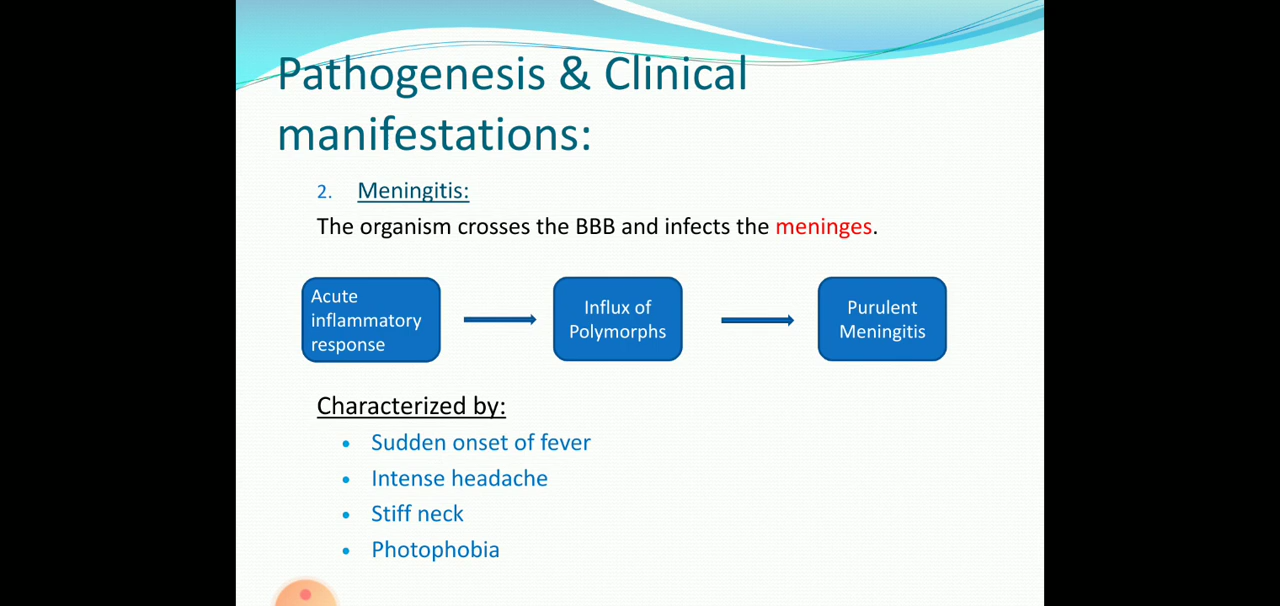 Pathogenesis & Clinical
manifestations:
2. Meningitis:
The organism crosses the BBB and infects the meninges.
Acute
inflammatory
response
Influx of
Polymorphs
Purulent
Meningitis
Characterized by:
• Sudden onset of fever
• Intense headache
• Stiff neck
• Photophobia